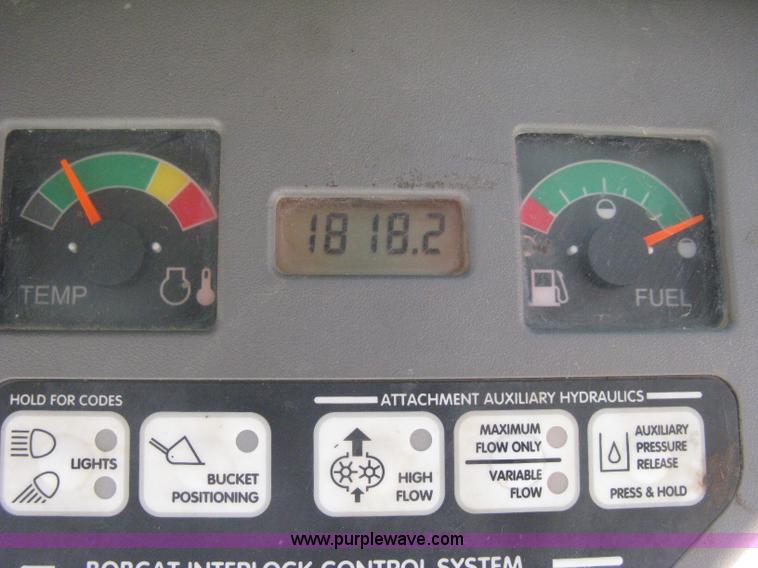 1818.2
TEMP
FUEL
HOLD FOR CODES
ATTACHMENT AUXILIARY HYDRAULICS
LIGHTS
BUCKET
POSITIONING
HIGH
FLOW
MAXIMUM
FLOW ONLY
VARIABLE
FLOW
AUXILIARY
PRESSURE
RELEASE
PRESS & HOLD
www.purplewave.com
BOBCAT INTERLOCK CONTROL SYSTEM